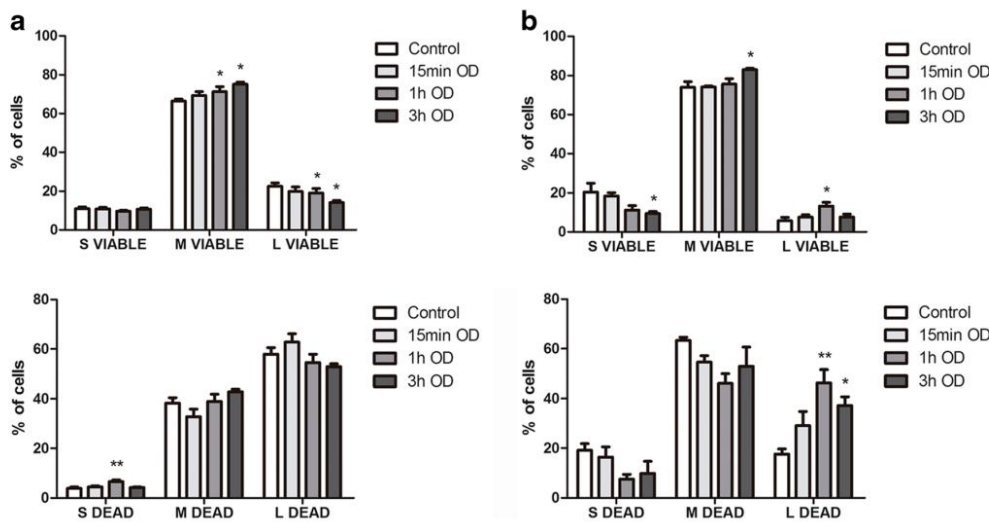 a
% of cells
100
80
60
40
20
0
* *
* *
S VIABLE M VIABLE L VIABLE
Control
15min OD
1h OD
3h OD
b
% of cells
100
80
60
40
20
0
*
*
*
S VIABLE M VIABLE L VIABLE
Control
15min OD
1h OD
3h OD
% of cells
80
60
40
20
0
**
S DEAD M DEAD L DEAD
Control
15min OD
1h OD
3h OD
% of cells
80
60
40
20
0
**
*
S DEAD M DEAD L DEAD
Control
15min OD
1h OD
3h OD